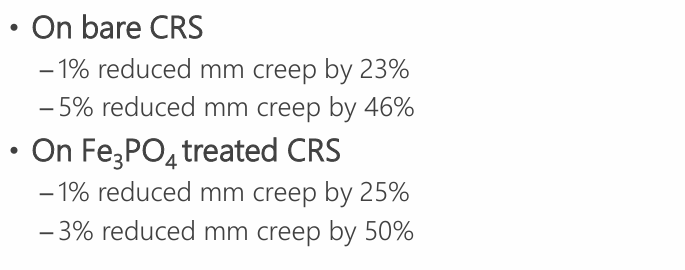 • On bare CRS
– 1% reduced mm creep by 23%
– 5% reduced mm creep by 46%
• On Fe₃PO₄ treated CRS
– 1% reduced mm creep by 25%
– 3% reduced mm creep by 50%